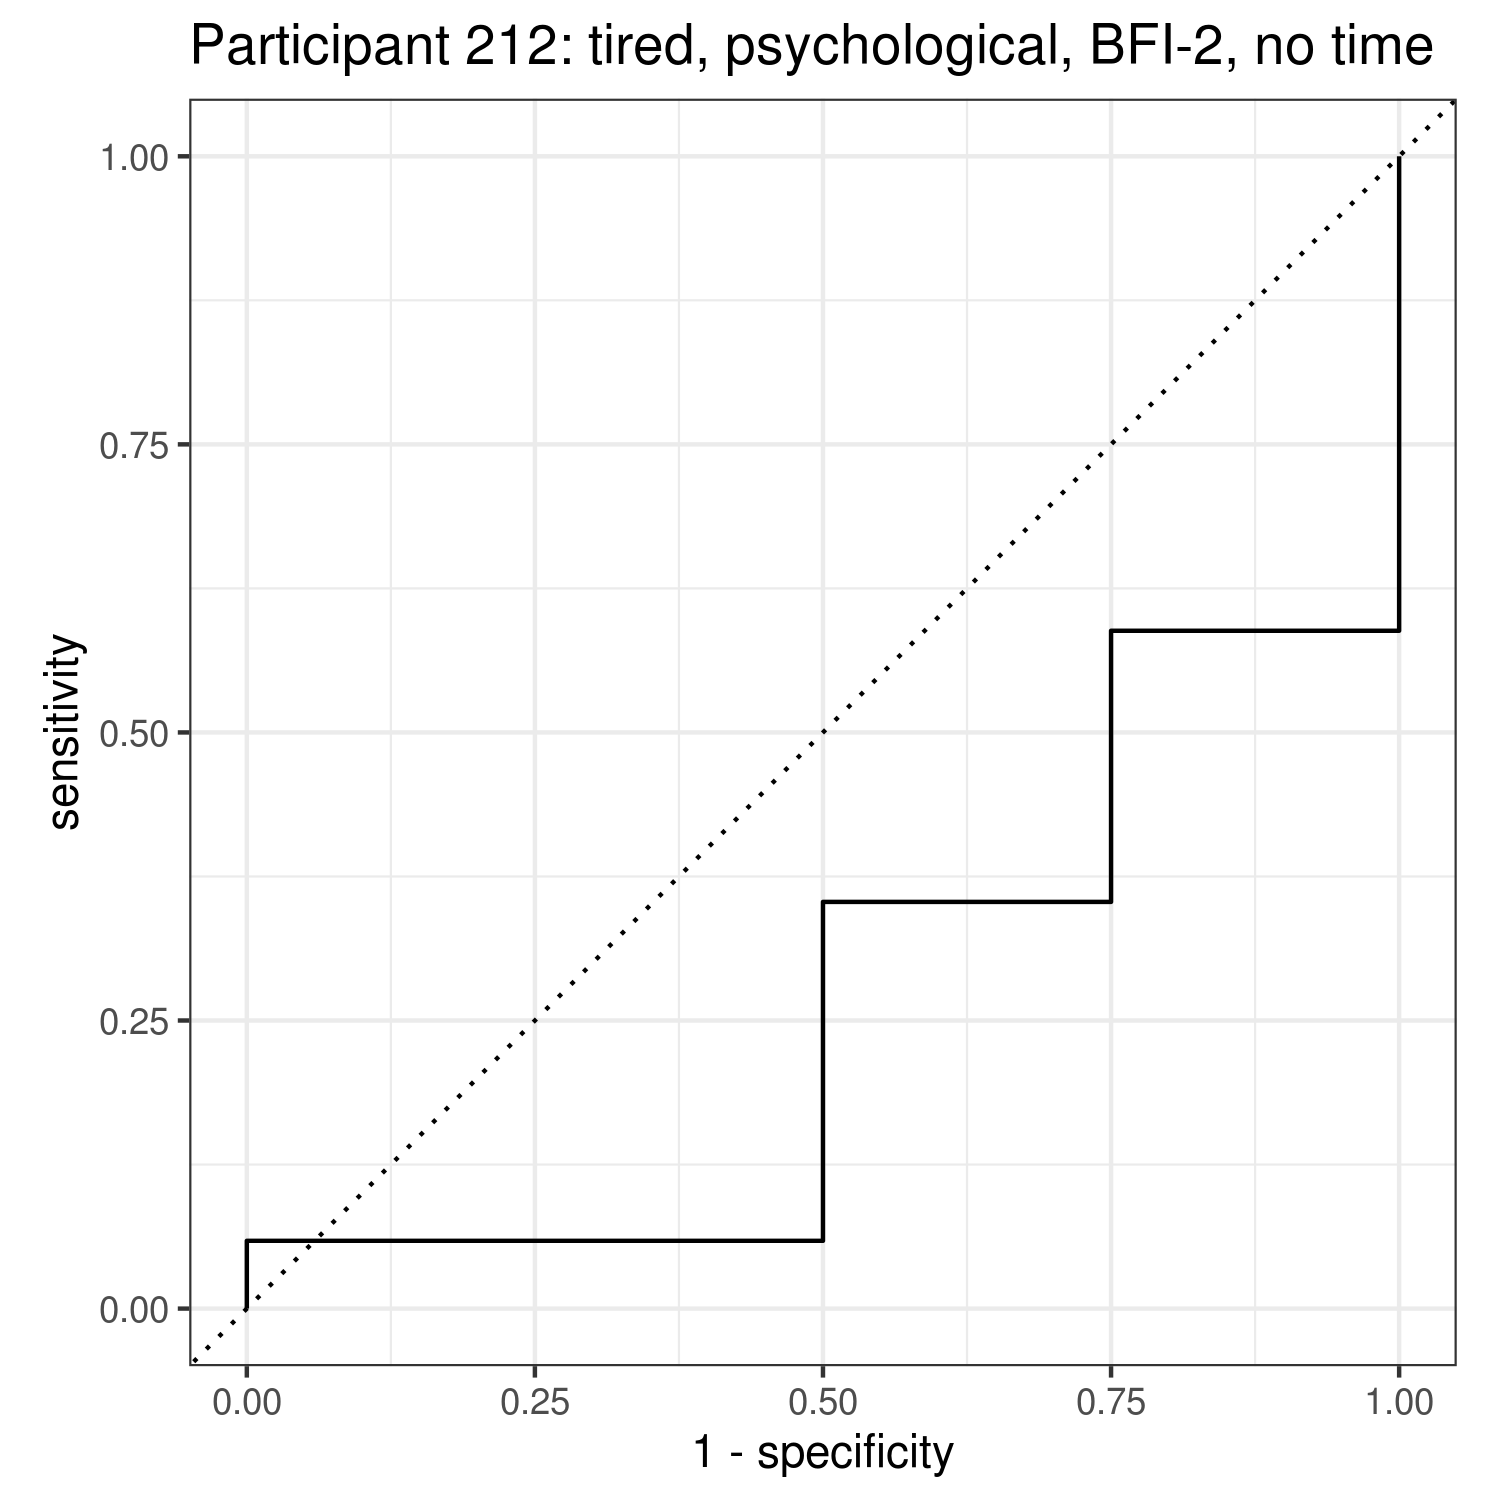 Participant 212: tired, psychological, BFI-2, no time
1.00
0.75
0.50
0.25
0.00
sensitivity
0.00 0.25 0.50 0.75 1.00
1 - specificity